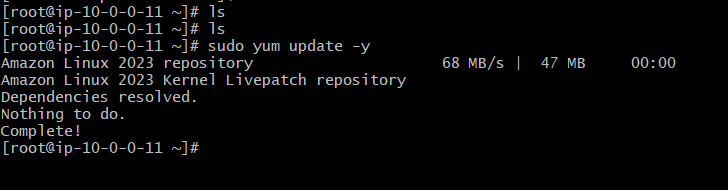 [root@ip-10-0-0-11 ~]# ls
[root@ip-10-0-0-11 ~]# ls
[root@ip-10-0-0-11 ~]# sudo yum update -y
Amazon Linux 2023 repository                      68 MB/s |  47 MB     00:00
Amazon Linux 2023 Kernel Livepatch repository
Dependencies resolved.
Nothing to do.
Complete!
[root@ip-10-0-0-11 ~]#